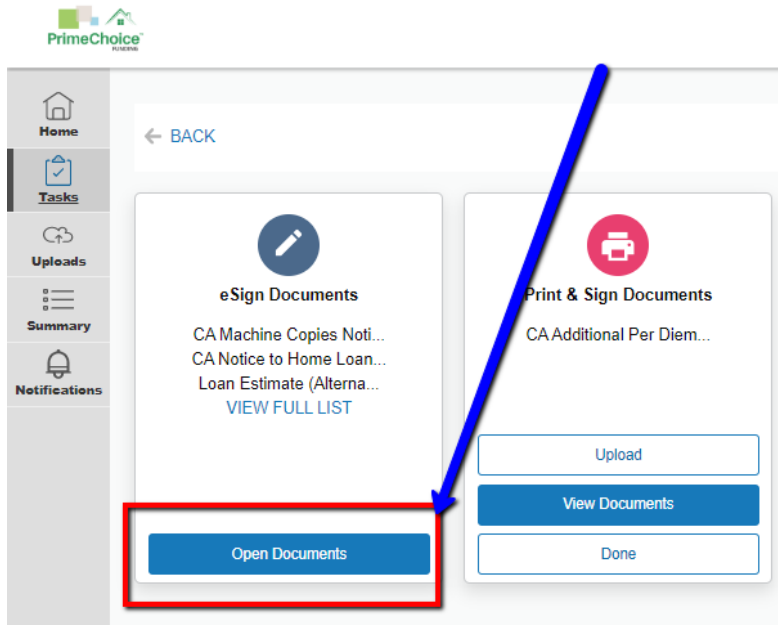 PrimeChoice
FUNDING
Home
Tasks
Uploads
Summary
Notifications
BACK
eSign Documents
CA Machine Copies Noti...
CA Notice to Home Loan...
Loan Estimate (Alterna...
VIEW FULL LIST
Open Documents
Print & Sign Documents
CA Additional Per Diem...
Upload
View Documents
Done